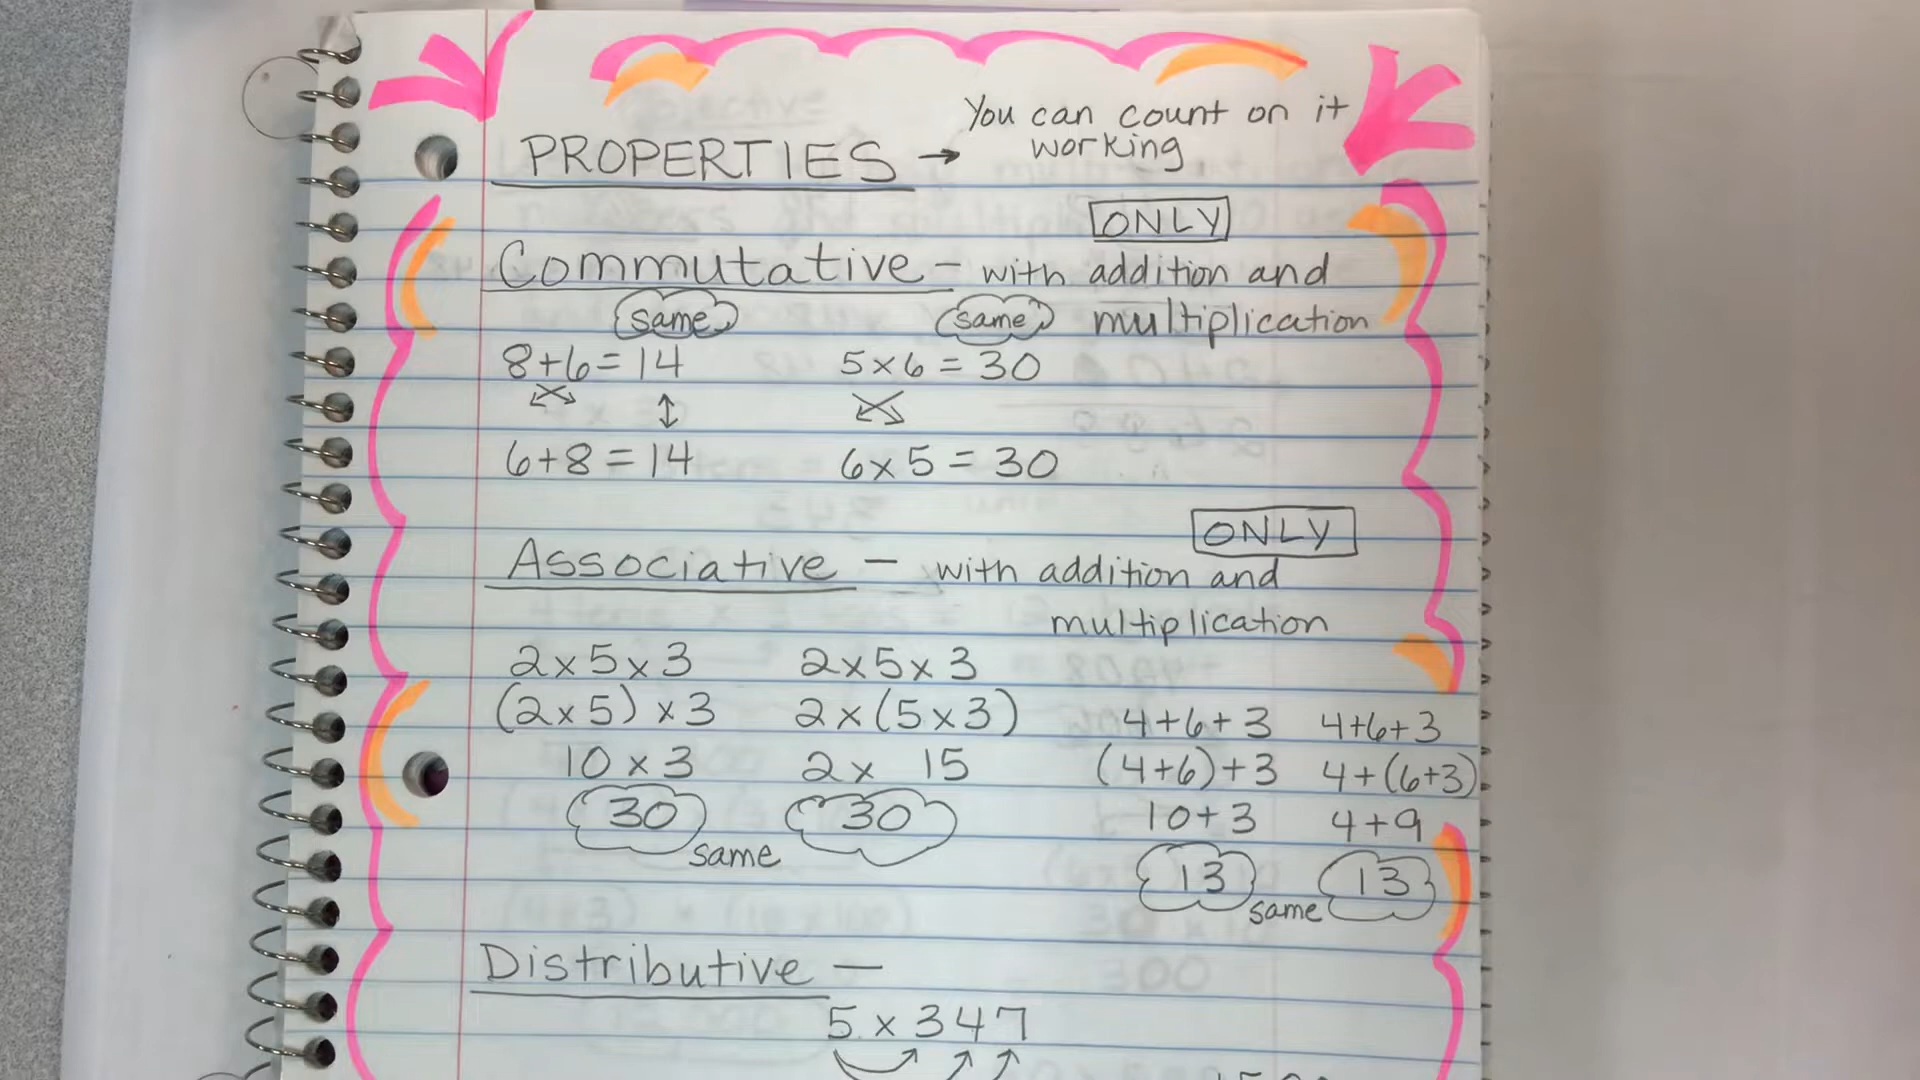 You can count on it
PROPERTIES → working
ONLY
Commutative - with addition and
same same multiplication
8+6=14 5×6=30
6+8=14 6×5=30
ONLY
Associative - with addition and
multiplication
2×5×3 2×5×3
(2×5)×3 2×(5×3) 4+6+3 4+6+3
10×3 2× 15 (4+6)+3 4+(6+3)
30 30 10+3 4+9
same
13 13
same
Distributive -
5×347